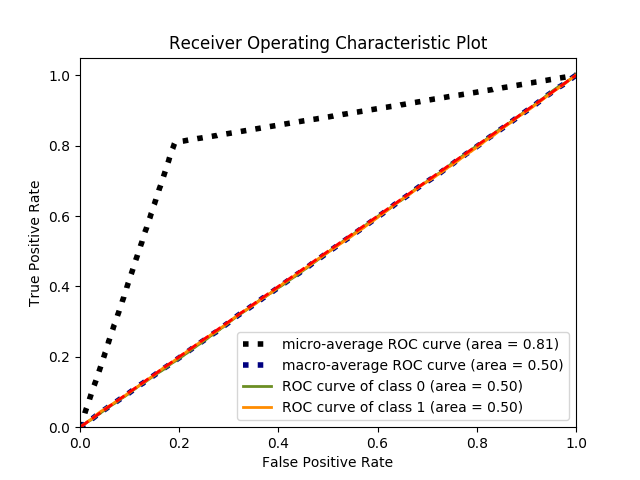 Receiver Operating Characteristic Plot
True Positive Rate
1.0
0.8
0.6
0.4
0.2
0.0
micro-average ROC curve (area = 0.81)
macro-average ROC curve (area = 0.50)
ROC curve of class 0 (area = 0.50)
ROC curve of class 1 (area = 0.50)
0.0 0.2 0.4 0.6 0.8 1.0
False Positive Rate